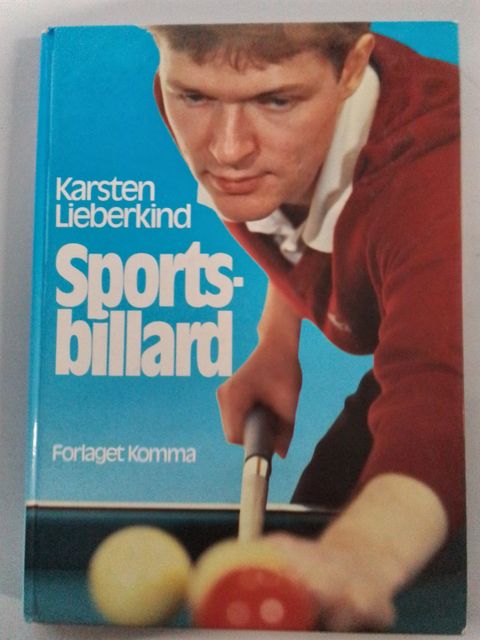 Karsten
Lieberkind
Sports-
billard
Forlaget Komma